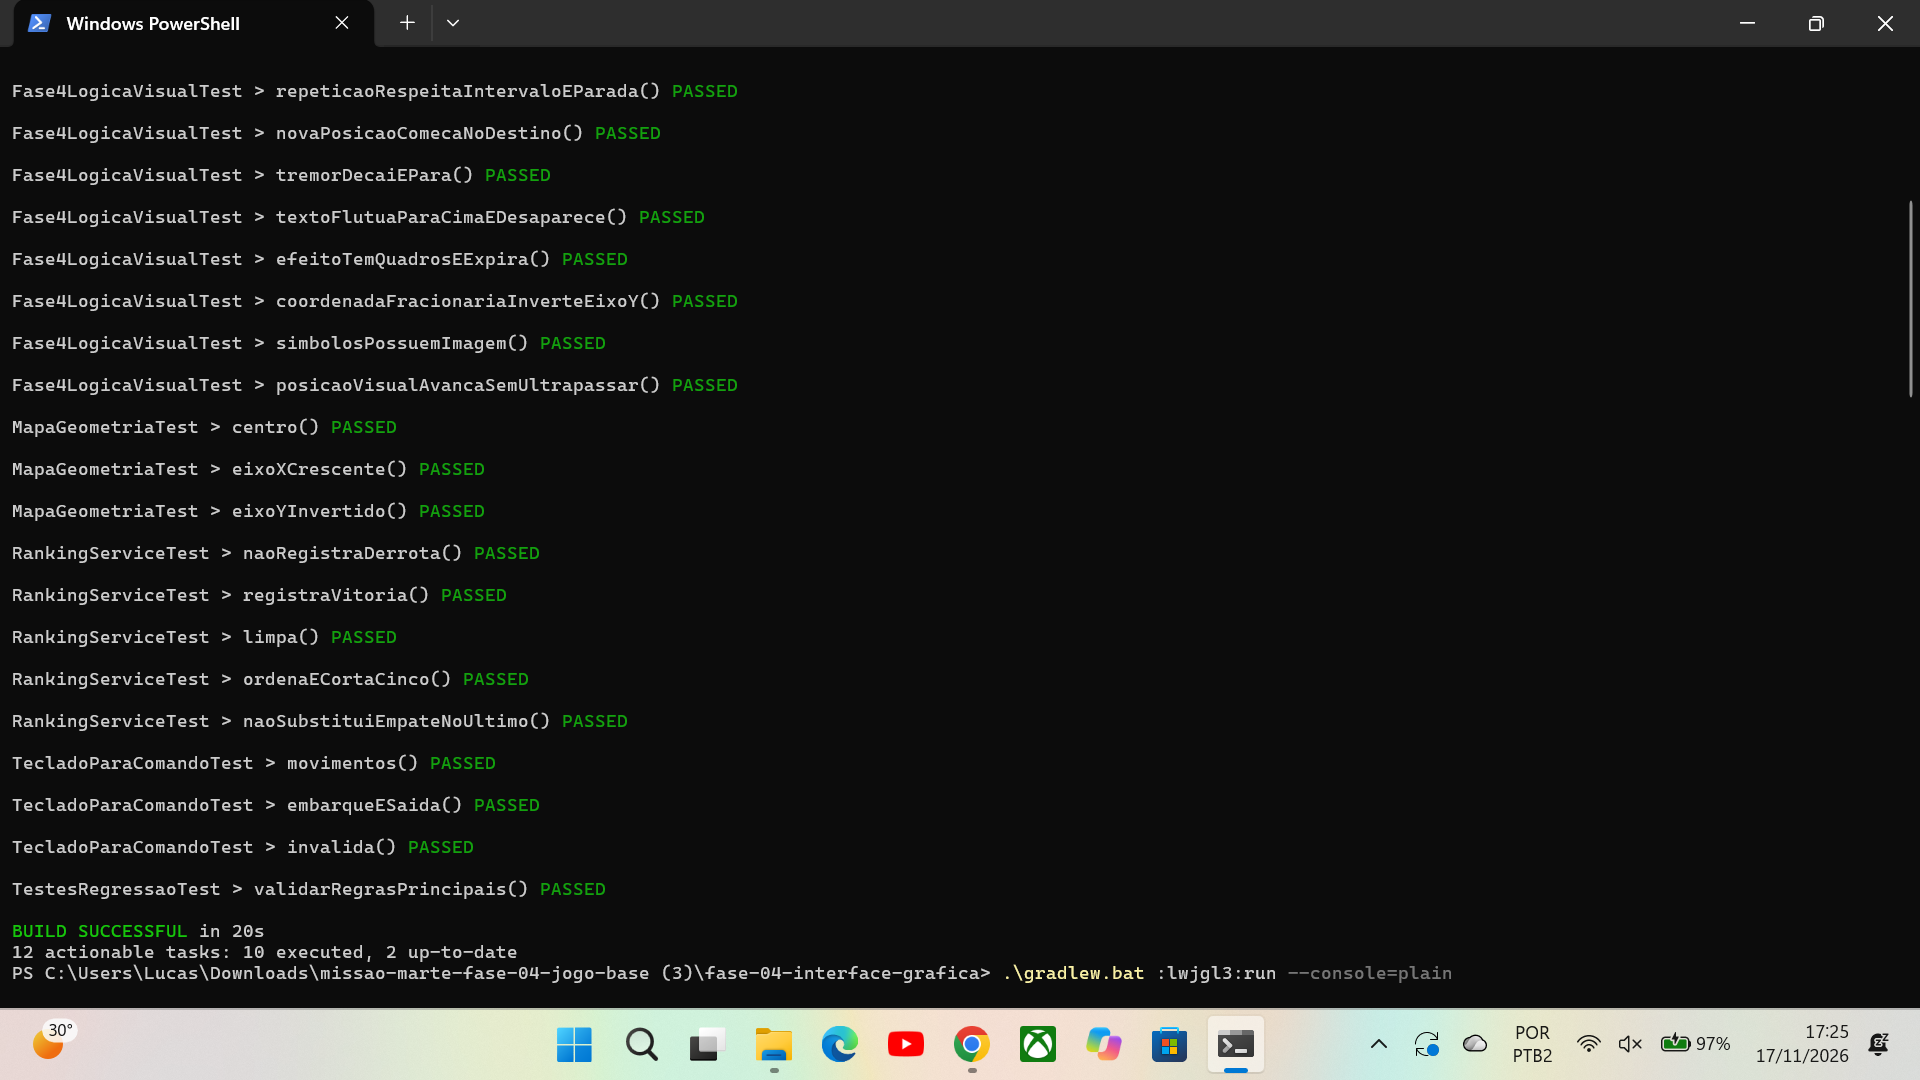 Windows PowerShell
Fase4LogicaVisualTest > repeticaoRespeitaIntervaloEParada() PASSED
Fase4LogicaVisualTest > novaPosicaoComecaNoDestino() PASSED
Fase4LogicaVisualTest > tremorDecaiEPara() PASSED
Fase4LogicaVisualTest > textoFlutuaParaCimaEDesaparece() PASSED
Fase4LogicaVisualTest > efeitoTemQuadrosEExpira() PASSED
Fase4LogicaVisualTest > coordenadaFracionariaInverteEixoY() PASSED
Fase4LogicaVisualTest > simbolosPossuemImagem() PASSED
Fase4LogicaVisualTest > posicaoVisualAvancaSemUltrapassar() PASSED
MapaGeometriaTest > centro() PASSED
MapaGeometriaTest > eixoXCrescente() PASSED
MapaGeometriaTest > eixoYInvertido() PASSED
RankingServiceTest > naoRegistraDerrota() PASSED
RankingServiceTest > registraVitoria() PASSED
RankingServiceTest > limpa() PASSED
RankingServiceTest > ordenaECortaCinco() PASSED
RankingServiceTest > naoSubstituiEmpateNoUltimo() PASSED
TecladoParaComandoTest > movimentos() PASSED
TecladoParaComandoTest > embarqueESaida() PASSED
TecladoParaComandoTest > invalida() PASSED
TestesRegressaoTest > validarRegrasPrincipais() PASSED
BUILD SUCCESSFUL in 20s
12 actionable tasks: 10 executed, 2 up-to-date
PS C:\Users\Lucas\Downloads\missao-marte-fase-04-jogo-base (3)\fase-04-interface-grafica> .\gradlew.bat :lwjgl3:run --console=plain
30°
POR
PTB2
97%
17:25
17/11/2026